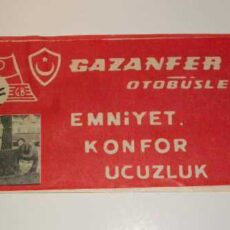 GAZANFER
OTOBÜSLE
EMNİYET.
KONFOR
UCUZLUK